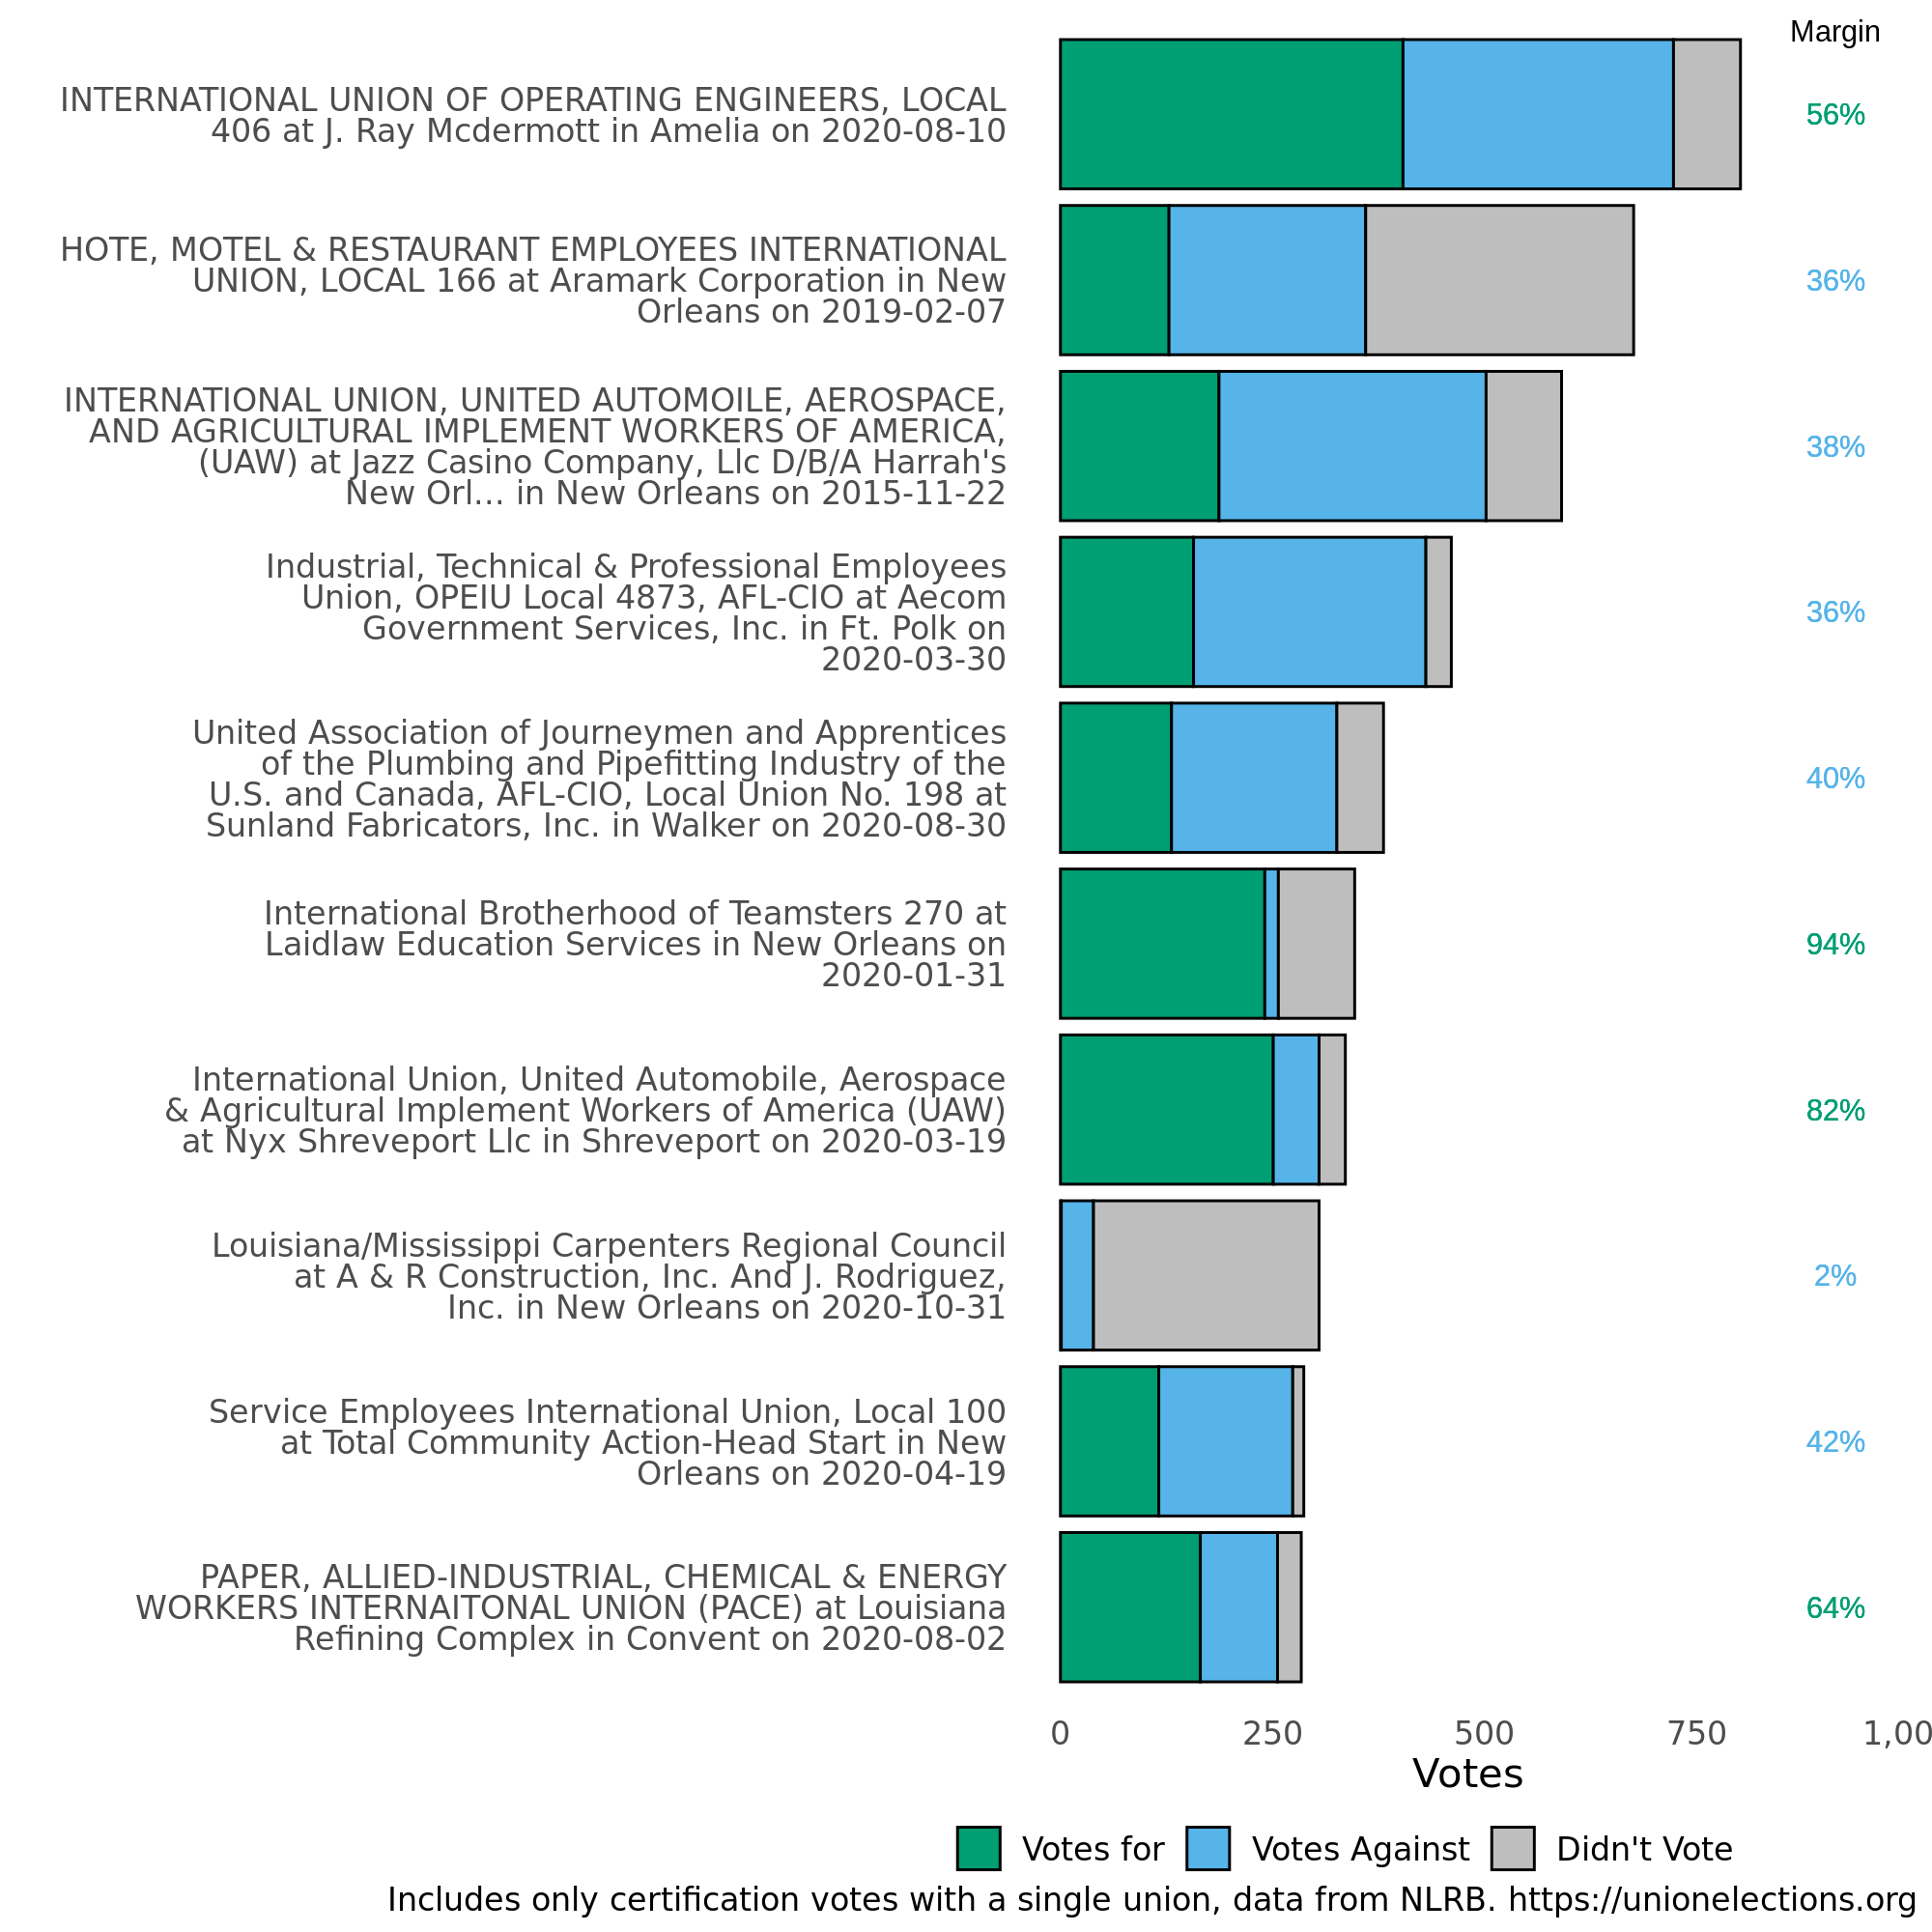 Margin
INTERNATIONAL UNION OF OPERATING ENGINEERS, LOCAL
406 at J. Ray Mcdermott in Amelia on 2020-08-10
56%
HOTE, MOTEL & RESTAURANT EMPLOYEES INTERNATIONAL
UNION, LOCAL 166 at Aramark Corporation in New
Orleans on 2019-02-07
36%
INTERNATIONAL UNION, UNITED AUTOMOILE, AEROSPACE,
AND AGRICULTURAL IMPLEMENT WORKERS OF AMERICA,
(UAW) at Jazz Casino Company, Llc D/B/A Harrah's
New Orl... in New Orleans on 2015-11-22
38%
Industrial, Technical & Professional Employees
Union, OPEIU Local 4873, AFL-CIO at Aecom
Government Services, Inc. in Ft. Polk on
2020-03-30
36%
United Association of Journeymen and Apprentices
of the Plumbing and Pipefitting Industry of the
U.S. and Canada, AFL-CIO, Local Union No. 198 at
Sunland Fabricators, Inc. in Walker on 2020-08-30
40%
International Brotherhood of Teamsters 270 at
Laidlaw Education Services in New Orleans on
2020-01-31
94%
International Union, United Automobile, Aerospace
& Agricultural Implement Workers of America (UAW)
at Nyx Shreveport Llc in Shreveport on 2020-03-19
82%
Louisiana/Mississippi Carpenters Regional Council
at A & R Construction, Inc. And J. Rodriguez,
Inc. in New Orleans on 2020-10-31
2%
Service Employees International Union, Local 100
at Total Community Action-Head Start in New
Orleans on 2020-04-19
42%
PAPER, ALLIED-INDUSTRIAL, CHEMICAL & ENERGY
WORKERS INTERNAITONAL UNION (PACE) at Louisiana
Refining Complex in Convent on 2020-08-02
64%
0 250 500 750 1,00
Votes
Votes for Votes Against Didn't Vote
Includes only certification votes with a single union, data from NLRB. https://unionelections.org